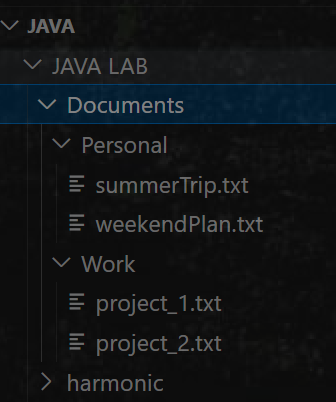 JAVA
JAVA LAB
Documents
Personal
summerTrip.txt
weekendPlan.txt
Work
project_1.txt
project_2.txt
harmonic